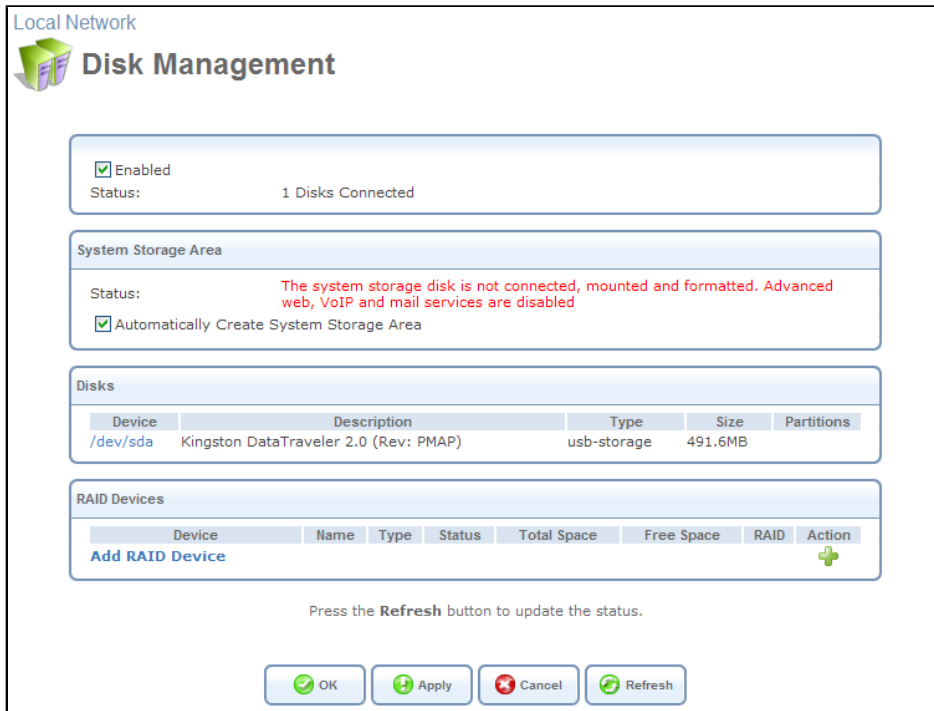 Local Network
Disk Management
Enabled
Status: 1 Disks Connected
System Storage Area
Status: The system storage disk is not connected, mounted and formatted. Advanced
web, VoIP and mail services are disabled
Automatically Create System Storage Area
Disks
Device Description Type Size Partitions
/dev/sda Kingston DataTraveler 2.0 (Rev: PMAP) usb-storage 491.6MB
RAID Devices
Device Name Type Status Total Space Free Space RAID Action
Add RAID Device
Press the Refresh button to update the status.
OK Apply Cancel Refresh